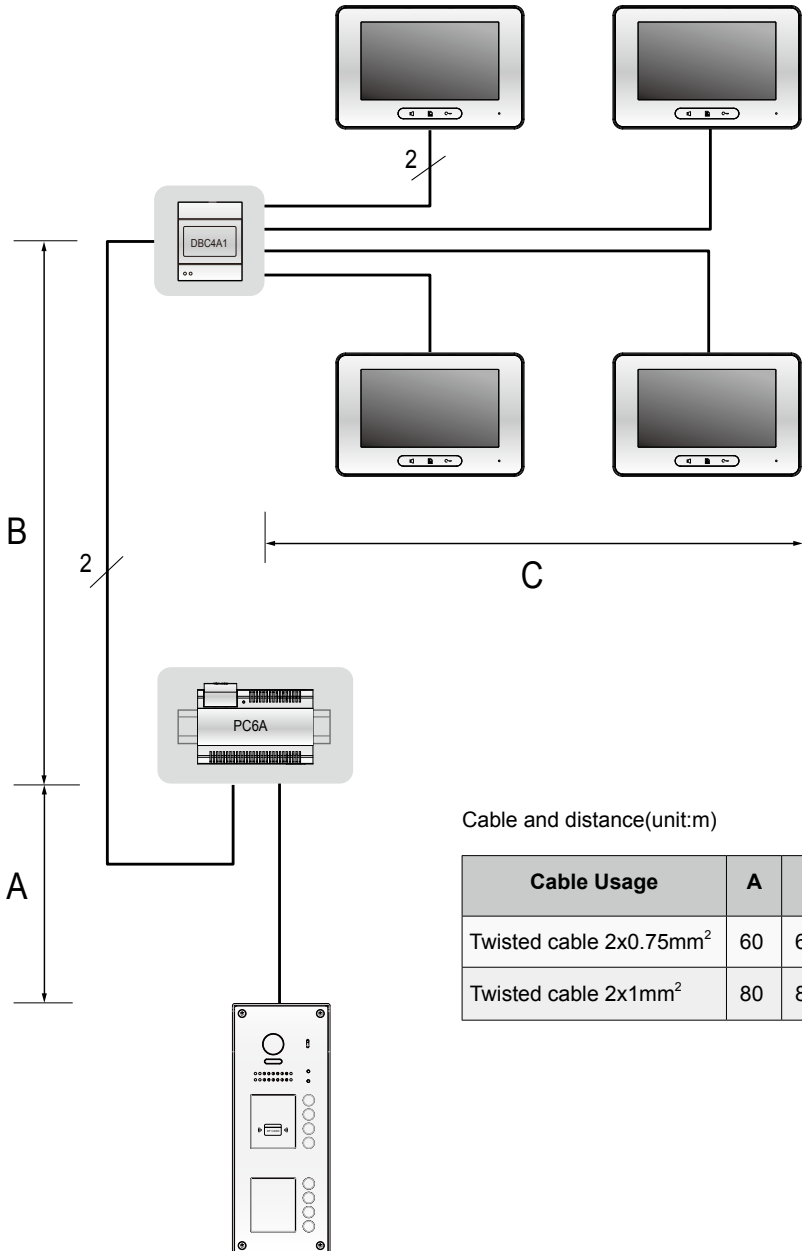 2
DBC4A1
B
2
C
PC6A
A
Cable and distance(unit:m)
Cable Usage A
Twisted cable 2x0.75mm² 60
Twisted cable 2x1mm² 80